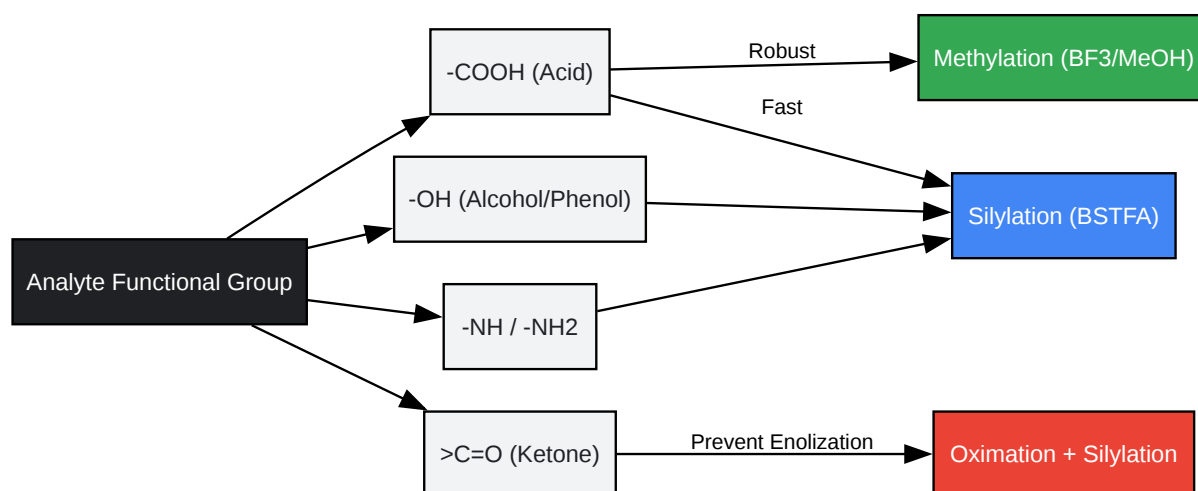 -COOH (Acid)
Robust
Methylation (BF3/MeOH)
Fast
-OH (Alcohol/Phenol)
Silylation (BSTFA)
Analyte Functional Group
-NH / -NH2
>C=O (Ketone)
Prevent Enolization
Oximation + Silylation